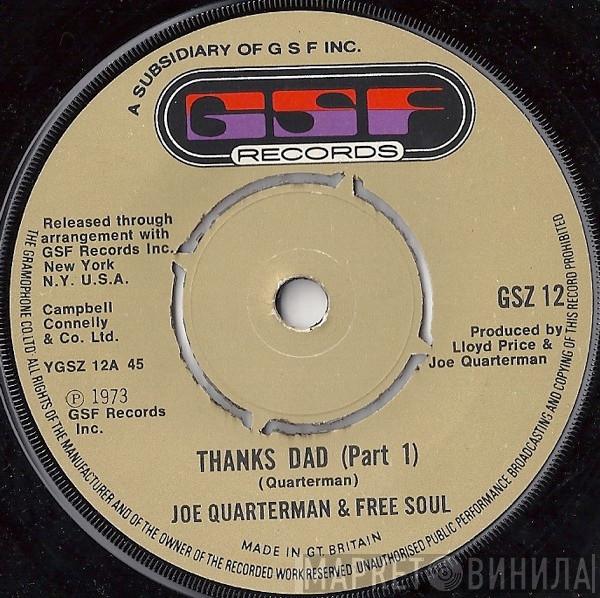 A SUBSIDIARY OF G S F INC.
GSF
RECORDS
Released through
arrangement with
GSF Records Inc.
New York
N.Y. U.S.A.
Campbell
Connelly
& Co. Ltd.
YGSZ 12A 45
℗ 1973
GSF Records
Inc.
GSZ 12
Produced by
Lloyd Price &
Joe Quarterman
THANKS DAD (Part 1)
(Quarterman)
JOE QUARTERMAN & FREE SOUL
MADE IN GT. BRITAIN
THE GRAMOPHONE CO. LTD. ALL RIGHTS OF THE MANUFACTURER AND OF THE OWNER OF THE RECORDED WORK RESERVED UNAUTHORISED PUBLIC PERFORMANCE BROADCASTING AND COPYING OF THIS RECORD PROHIBITED
МАРКЕТ ВИНИЛА